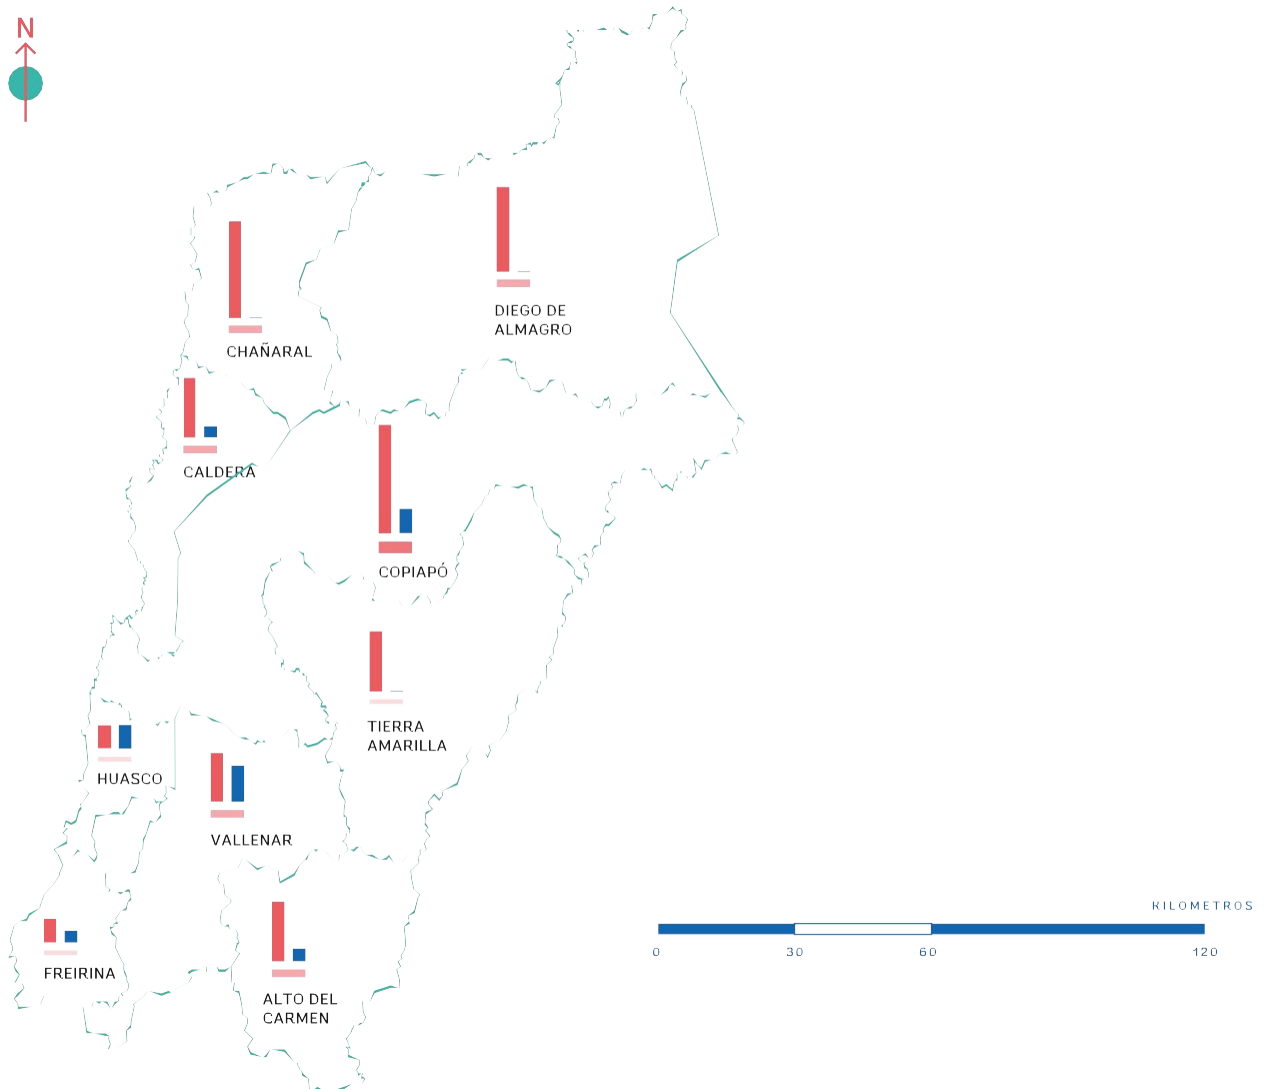 N
DIEGO DE
ALMAGRO
CHAÑARAL
CALDERA
COPIAPÓ
TIERRA
AMARILLA
HUASCO
VALLENAR
FREIRINA
ALTO DEL
CARMEN
KILOMETROS
0 30 60 120